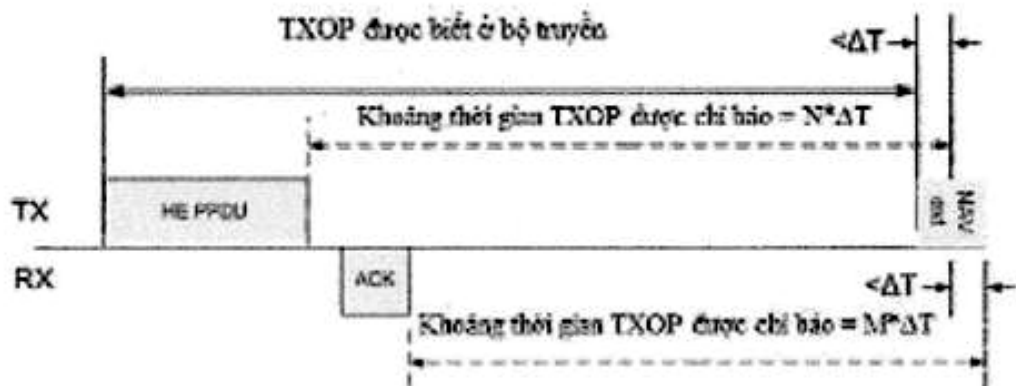 TXOP được biết ở bộ truyền
<ΔT
Khoảng thời gian TXOP được chỉ báo = N*ΔT
TX
HE PPDU
NAV
ext
RX
ACK
<ΔT
Khoảng thời gian TXOP được chỉ báo = M*ΔT